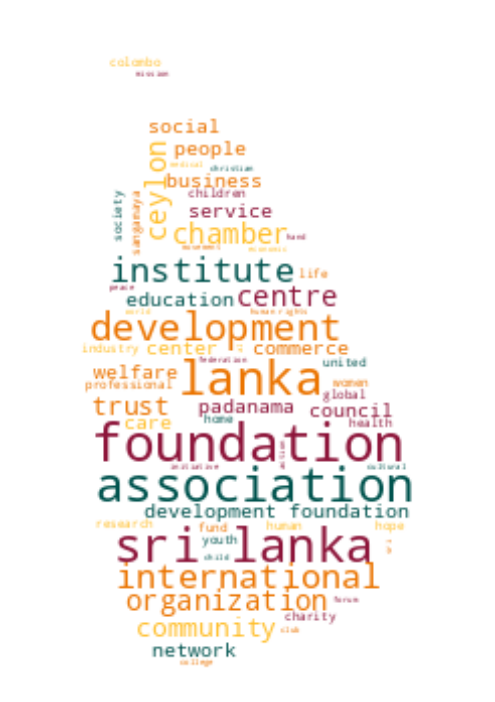 colombo
mission
social
people
medical christian
business
ceylon
society
sangamaya
children
service
chamber hand
movement economic
institute life
peace
education centre
world human rights
development
industry center commerce
federation
welfare lanka united
professional women
global
trust padanama council
care home health
foundation
action
initiative cultural
association
development foundation
research fund human hope
youth
sri lanka
child
international
organization forum
charity
community club
network
college